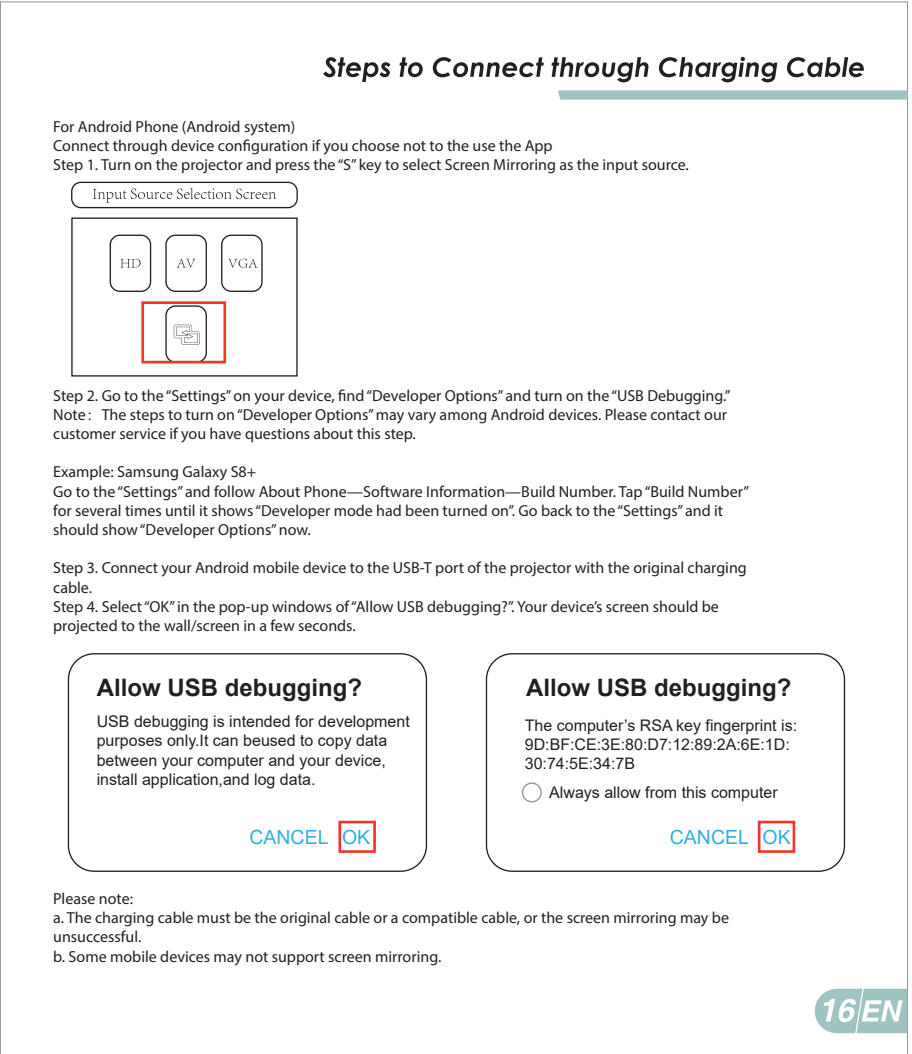 Steps to Connect through Charging Cable
For Android Phone (Android system)
Connect through device configuration if you choose not to the use the App
Step 1. Turn on the projector and press the “S” key to select Screen Mirroring as the input source.
Input Source Selection Screen
HD
AV
VGA
Step 2. Go to the “Settings” on your device, find “Developer Options” and turn on the “USB Debugging.”
Note: The steps to turn on “Developer Options” may vary among Android devices. Please contact our
customer service if you have questions about this step.
Example: Samsung Galaxy S8+
Go to the “Settings” and follow About Phone—Software Information—Build Number. Tap “Build Number”
for several times until it shows “Developer mode had been turned on”. Go back to the “Settings” and it
should show “Developer Options” now.
Step 3. Connect your Android mobile device to the USB-T port of the projector with the original charging
cable.
Step 4. Select “OK” in the pop-up windows of “Allow USB debugging?”. Your device’s screen should be
projected to the wall/screen in a few seconds.
Allow USB debugging?
USB debugging is intended for development
purposes only.It can beused to copy data
between your computer and your device,
install application,and log data.
CANCEL OK
Allow USB debugging?
The computer’s RSA key fingerprint is:
9D:BF:CE:3E:80:D7:12:89:2A:6E:1D:
30:74:5E:34:7B
Always allow from this computer
CANCEL OK
Please note:
a. The charging cable must be the original cable or a compatible cable, or the screen mirroring may be
unsuccessful.
b. Some mobile devices may not support screen mirroring.
16/EN